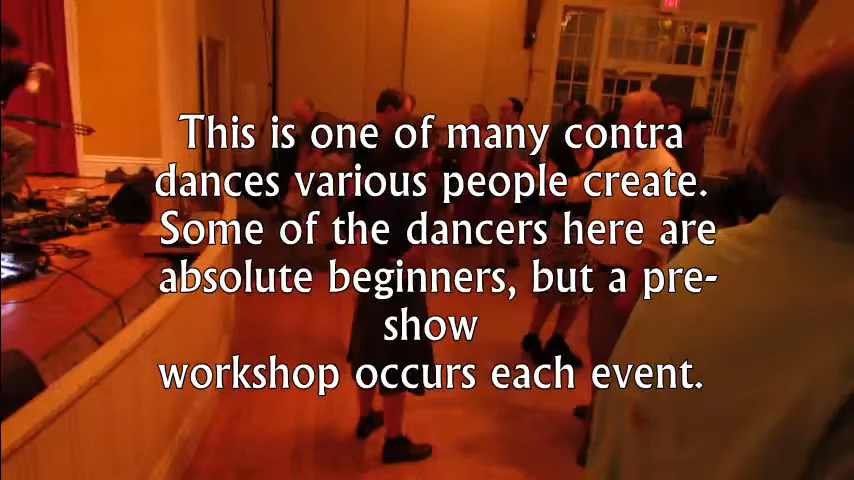 This is one of many contra
dances various people create.
Some of the dancers here are
absolute beginners, but a pre-
show
workshop occurs each event.